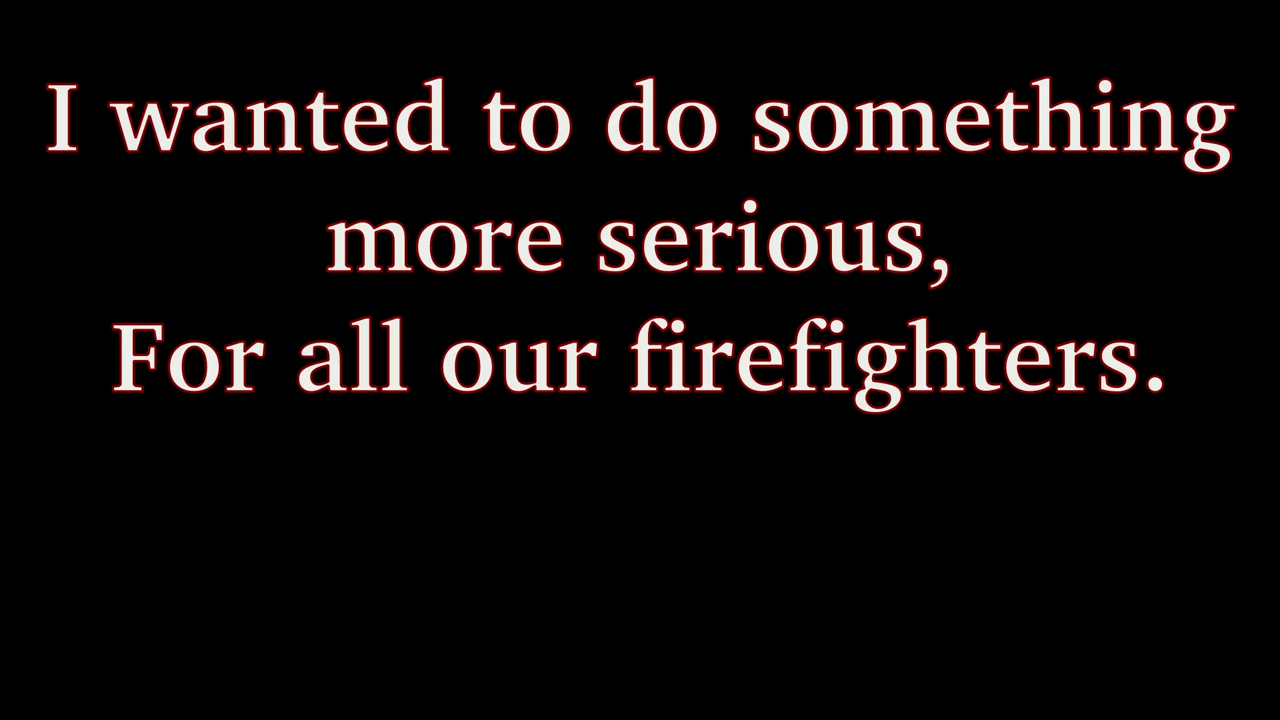 I wanted to do something
more serious,
For all our firefighters.